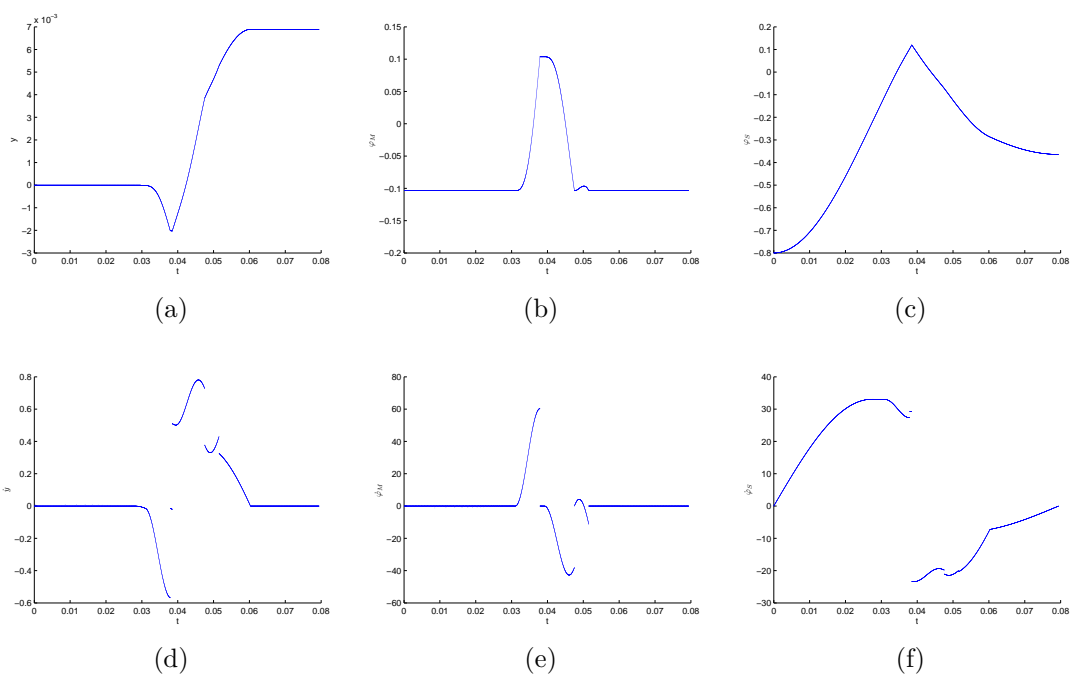 x 10⁻³
7
6
5
4
3
2
1
0
−1
−2
−3
y
0 0.01 0.02 0.03 0.04 0.05 0.06 0.07 0.08
t
(a)
0.15
0.1
0.05
0
−0.05
−0.1
−0.15
−0.2
φ_M
0 0.01 0.02 0.03 0.04 0.05 0.06 0.07 0.08
t
(b)
0.2
0.1
0
−0.1
−0.2
−0.3
−0.4
−0.5
−0.6
−0.7
−0.8
φ_S
0 0.01 0.02 0.03 0.04 0.05 0.06 0.07 0.08
t
(c)
0.8
0.6
0.4
0.2
0
−0.2
−0.4
−0.6
ẏ
0 0.01 0.02 0.03 0.04 0.05 0.06 0.07 0.08
t
(d)
80
60
40
20
0
−20
−40
−60
φ̇_M
0 0.01 0.02 0.03 0.04 0.05 0.06 0.07 0.08
t
(e)
40
30
20
10
0
−10
−20
−30
φ̇_S
0 0.01 0.02 0.03 0.04 0.05 0.06 0.07 0.08
t
(f)